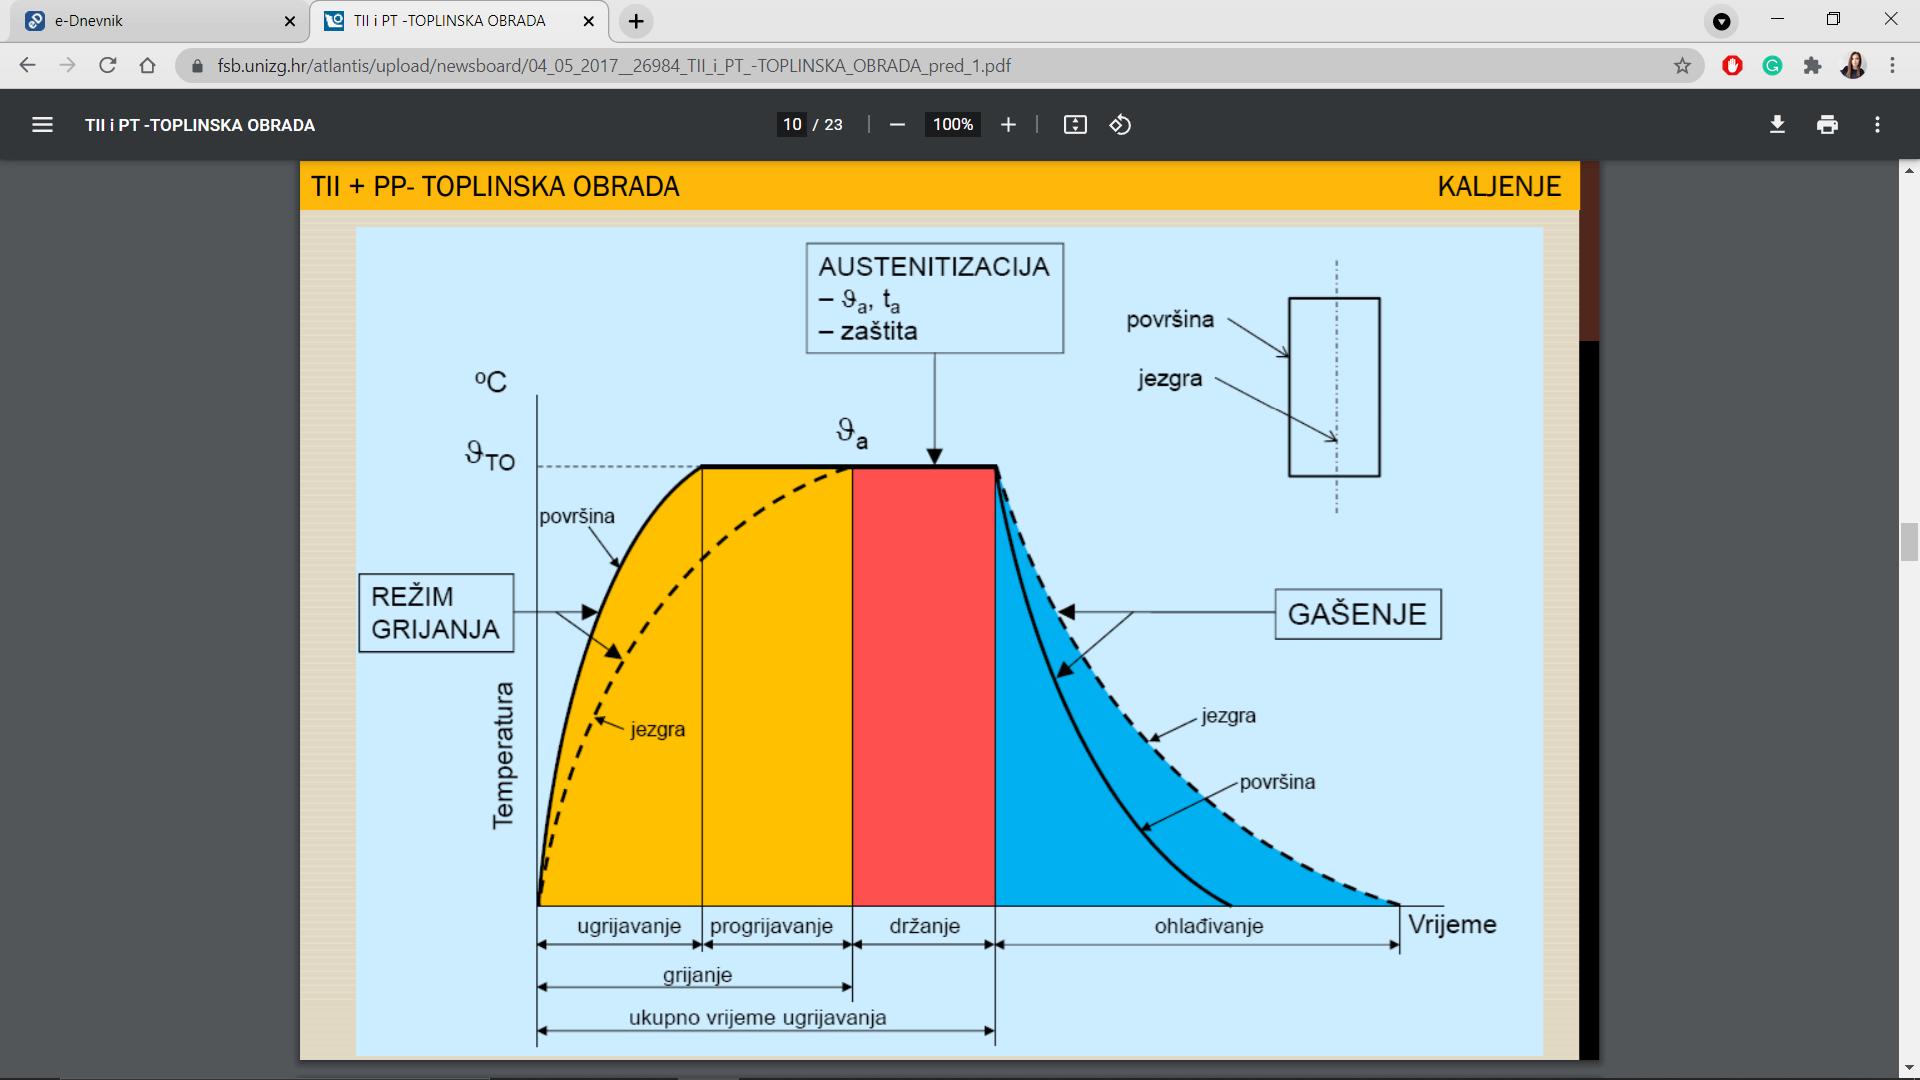 e-Dnevnik
TII i PT -TOPLINSKA OBRADA
fsb.unizg.hr/atlantis/upload/newsboard/04_05_2017__26984_TII_i_PT_-TOPLINSKA_OBRADA_pred_1.pdf
TII i PT -TOPLINSKA OBRADA
10 / 23
100%
TII + PP- TOPLINSKA OBRADA
KALJENJE
AUSTENITIZACIJA
– ϑa, ta
– zaštita
površina
jezgra
ºC
ϑa
ϑTO
površina
REŽIM
GRIJANJA
GAŠENJE
Temperatura
jezgra
jezgra
površina
ugrijavanje
progrijavanje
držanje
ohlađivanje
Vrijeme
grijanje
ukupno vrijeme ugrijavanja